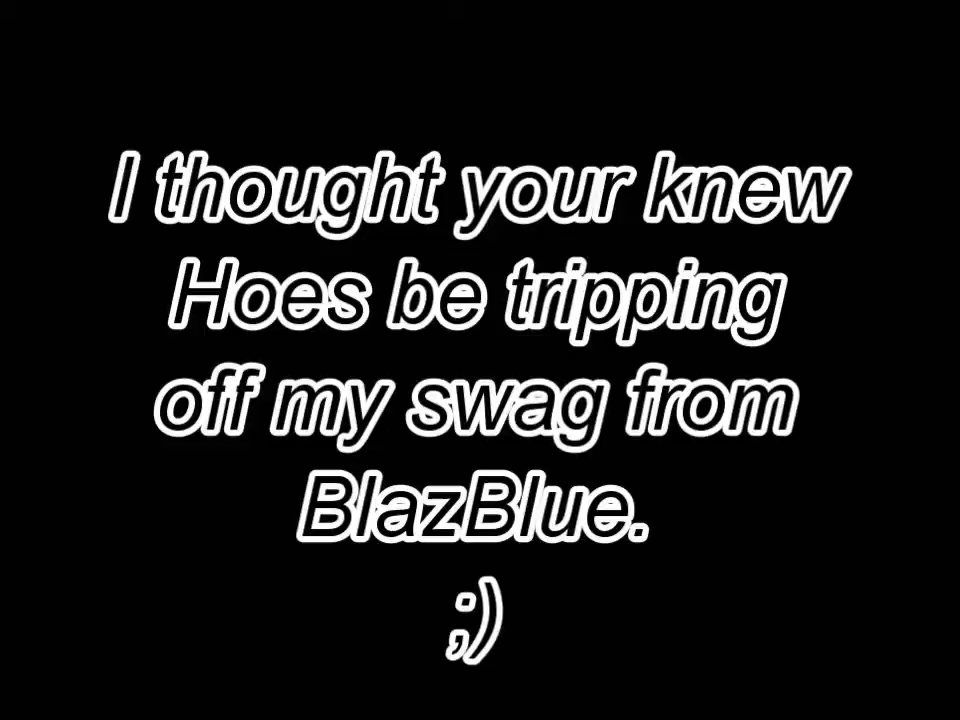 I thought your knew
Hoes be tripping
off my swag from
BlazBlue.
;)